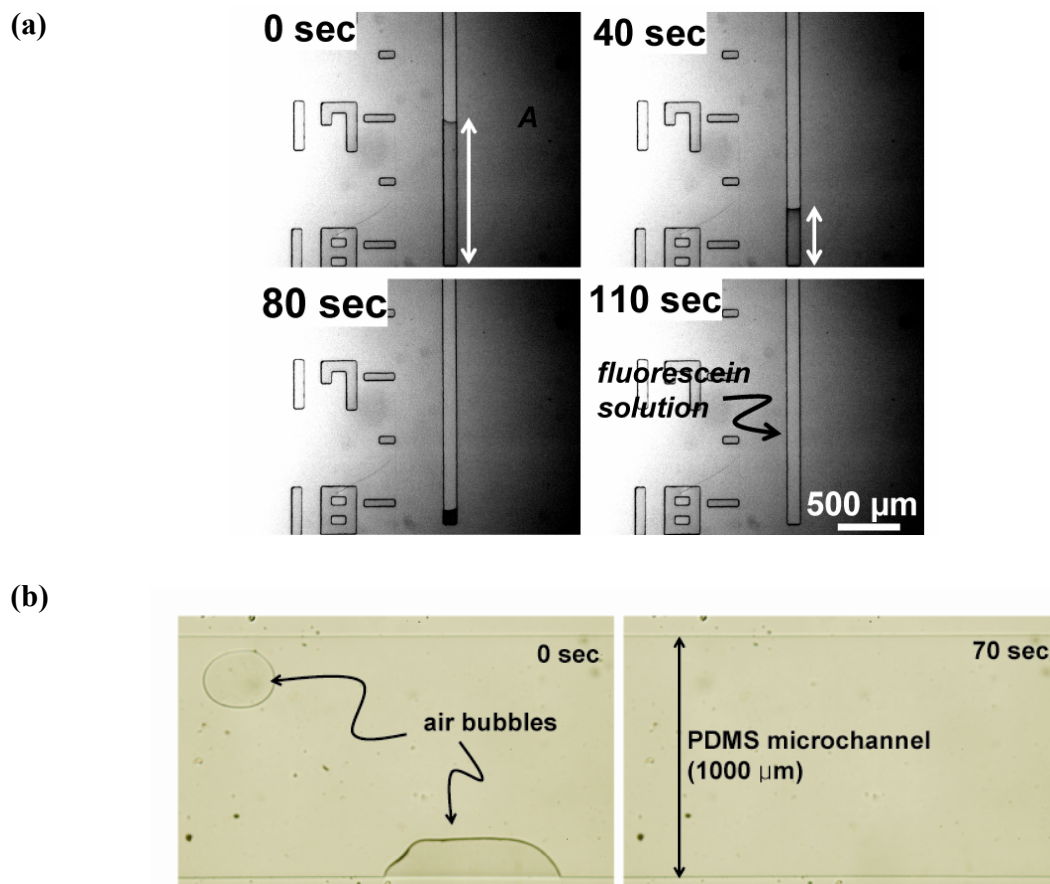 (a)
0 sec
40 sec
A
80 sec
110 sec
fluorescein
solution
500 µm
(b)
0 sec
70 sec
air bubbles
PDMS microchannel
(1000 µm)